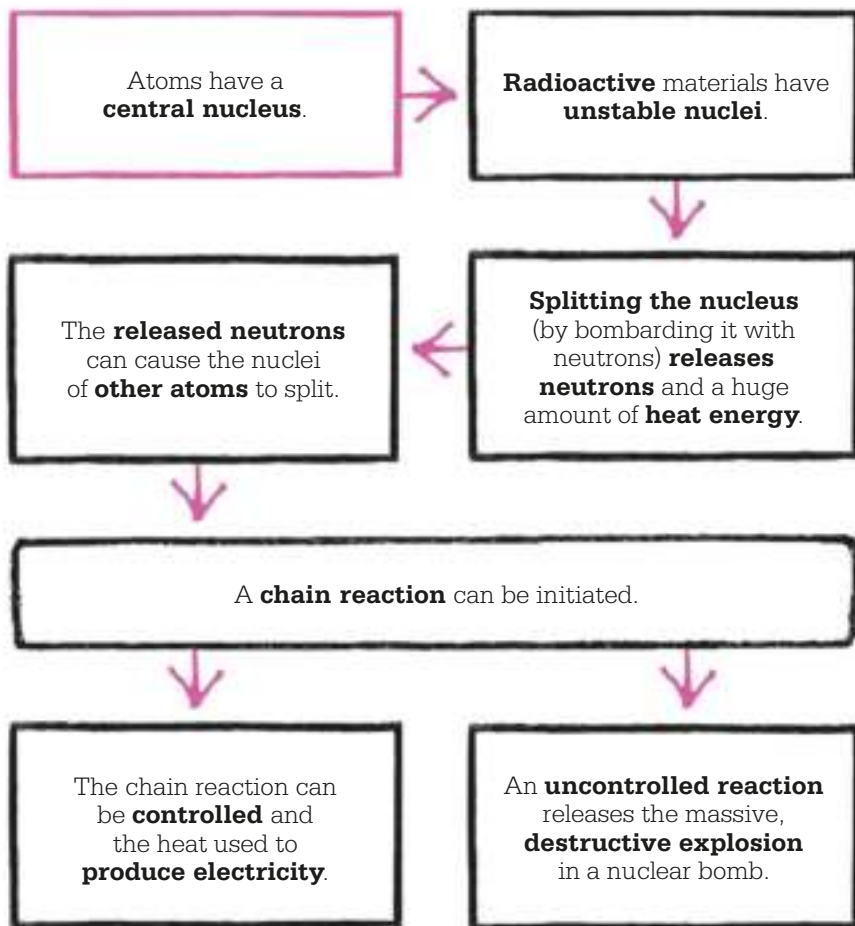 Atoms have a
central nucleus.
Radioactive materials have
unstable nuclei.
Splitting the nucleus
(by bombarding it with
neutrons) releases
neutrons and a huge
amount of heat energy.
The released neutrons
can cause the nuclei
of other atoms to split.
A chain reaction can be initiated.
The chain reaction can
be controlled and
the heat used to
produce electricity.
An uncontrolled reaction
releases the massive,
destructive explosion
in a nuclear bomb.